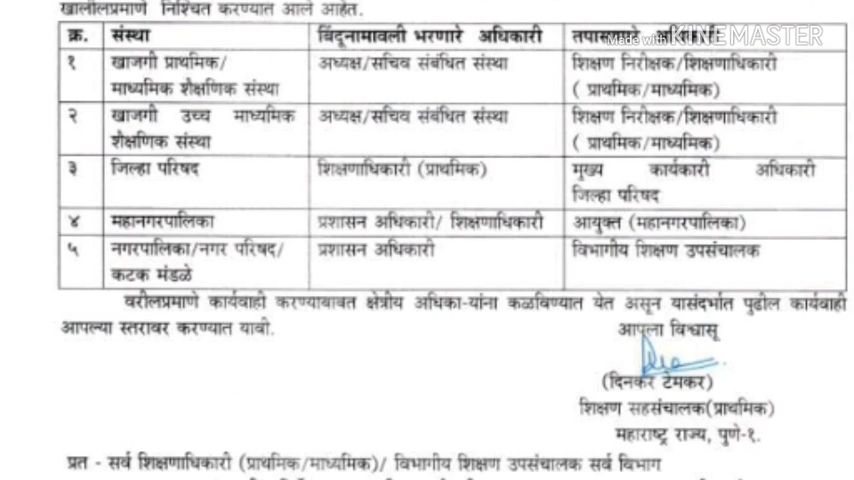 खालीलप्रमाणे निश्चित करण्यात आले आहेत.
Made with KINEMASTER
क्र. संस्था बिंदूनामावली भरणारे अधिकारी अधिकारी
१ खाजगी प्राथमिक/ अध्यक्ष/सचिव संबंधित संस्था शिक्षण निरीक्षक/शिक्षणाधिकारी
माध्यमिक शैक्षणिक संस्था ( प्राथमिक/माध्यमिक)
२ खाजगी उच्च माध्यमिक अध्यक्ष/सचिव संबंधित संस्था शिक्षण निरीक्षक/शिक्षणाधिकारी
शैक्षणिक संस्था ( प्राथमिक/माध्यमिक)
३ जिल्हा परिषद शिक्षणाधिकारी (प्राथमिक) मुख्य कार्यकारी अधिकारी
जिल्हा परिषद
४ महानगरपालिका प्रशासन अधिकारी/ शिक्षणाधिकारी आयुक्त (महानगरपालिका)
५ नगरपालिका/नगर परिषद/ प्रशासन अधिकारी विभागीय शिक्षण उपसंचालक
कटक मंडळे
वरीलप्रमाणे कार्यवाही करण्याबाबत क्षेत्रीय अधिका-यांना कळविण्यात येत असून यासंदर्भात पुढील कार्यवाही
आपल्या स्तरावर करण्यात यावी. आपला विश्वासू
(दिनकर टेमकर)
शिक्षण सहसंचालक(प्राथमिक)
महाराष्ट्र राज्य, पुणे-१.
प्रत - सर्व शिक्षणाधिकारी (प्राथमिक/माध्यमिक)/ विभागीय शिक्षण उपसंचालक सर्व विभाग